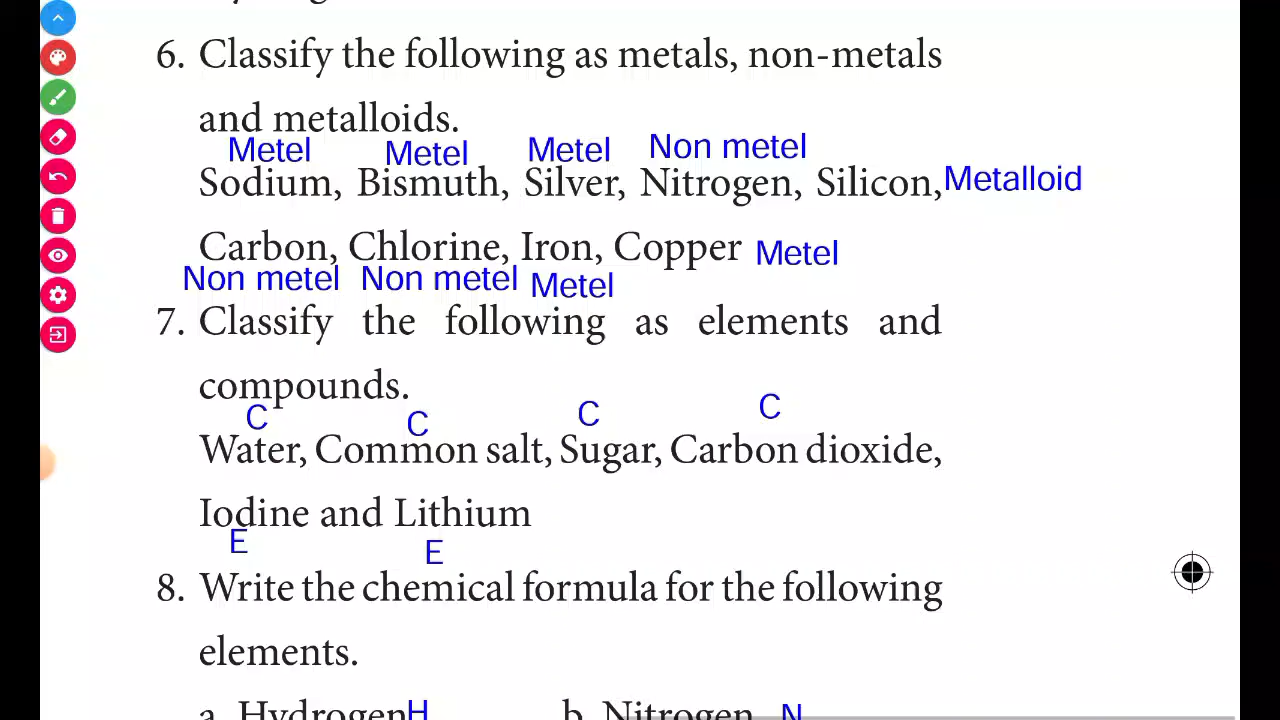 6. Classify the following as metals, non-metals
and metalloids.
Metel Metel Metel Non metel
Sodium, Bismuth, Silver, Nitrogen, Silicon, Metalloid
Carbon, Chlorine, Iron, Copper Metel
Non metel Non metel Metel
7. Classify the following as elements and
compounds.
C C C C
Water, Common salt, Sugar, Carbon dioxide,
Iodine and Lithium
E E
8. Write the chemical formula for the following
elements.
a. Hydrogen H b. Nitrogen N